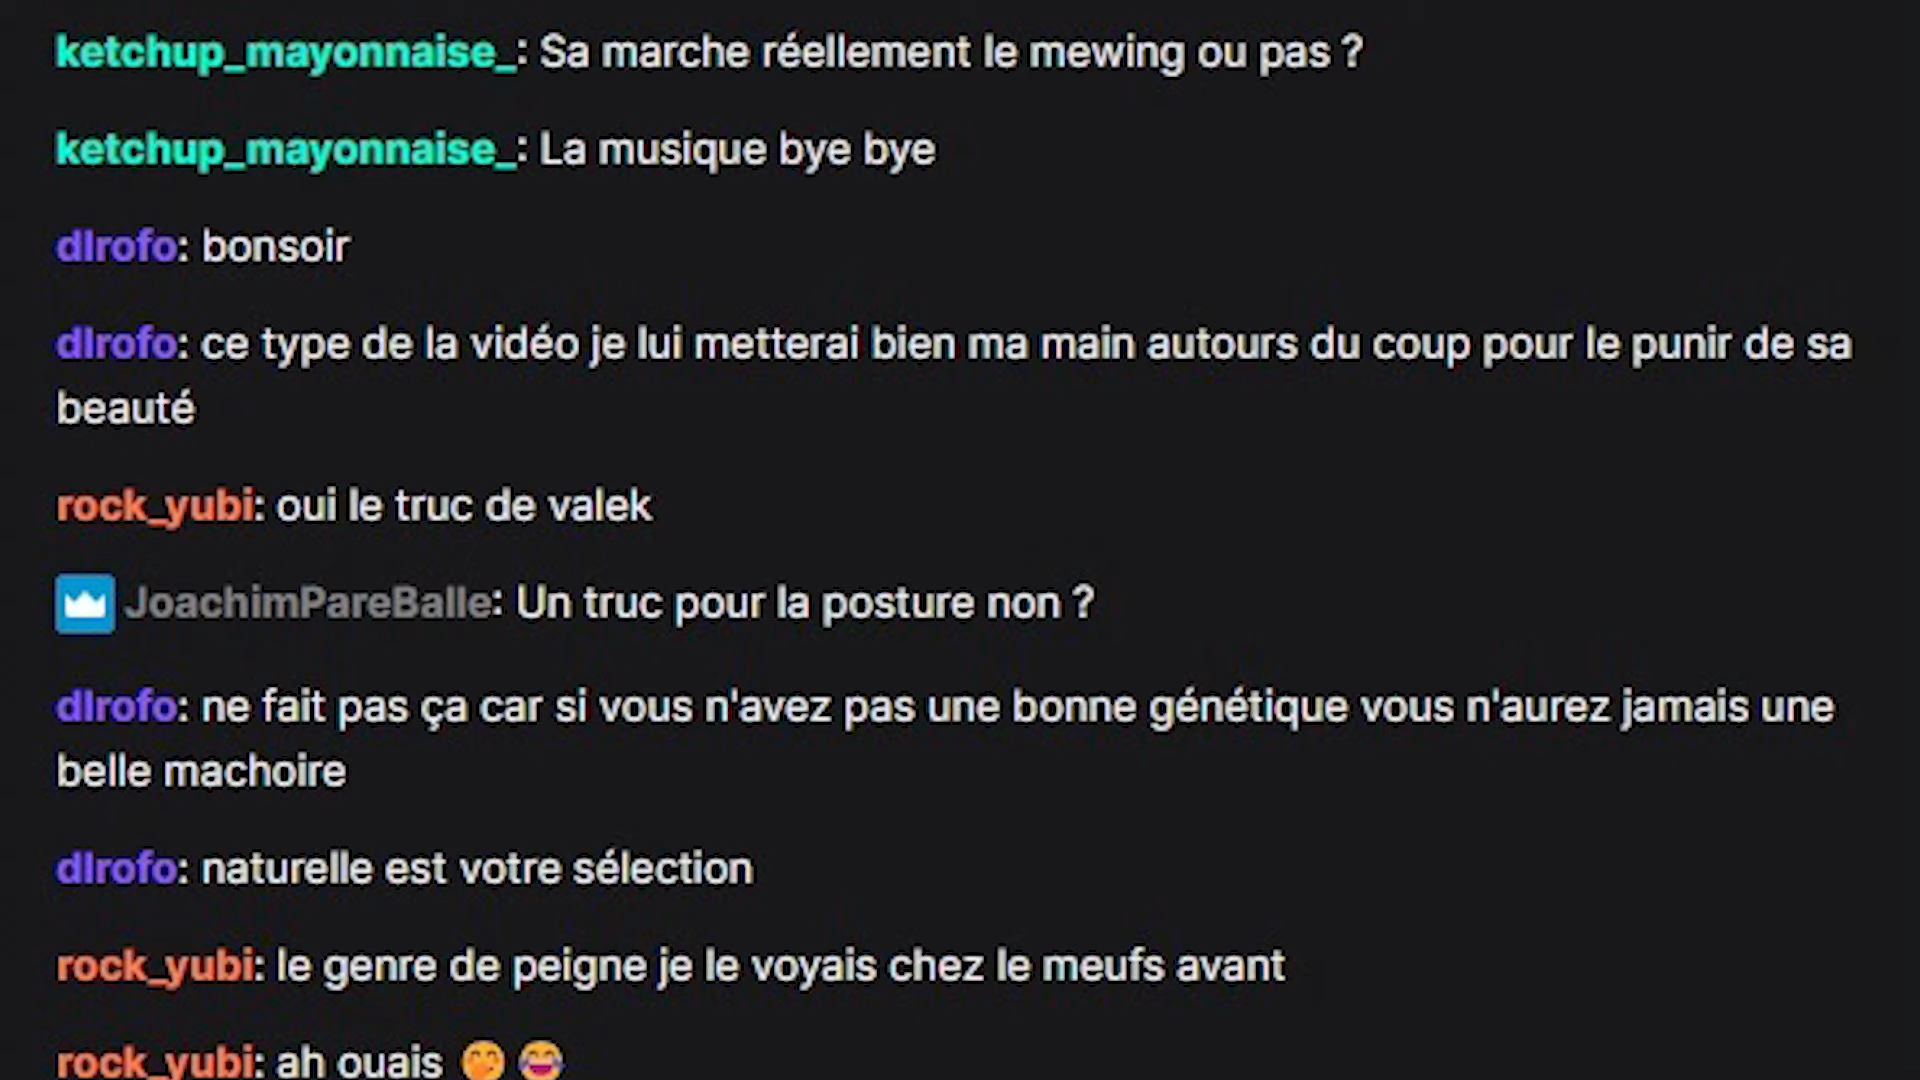 ketchup_mayonnaise_: Sa marche réellement le mewing ou pas ?
ketchup_mayonnaise_: La musique bye bye
dlrofo: bonsoir
dlrofo: ce type de la vidéo je lui metterai bien ma main autours du coup pour le punir de sa
beauté
rock_yubi: oui le truc de valek
JoachimPareBalle: Un truc pour la posture non ?
dlrofo: ne fait pas ça car si vous n'avez pas une bonne génétique vous n'aurez jamais une
belle machoire
dlrofo: naturelle est votre sélection
rock_yubi: le genre de peigne je le voyais chez le meufs avant
rock_yubi: ah ouais 🤭 😂